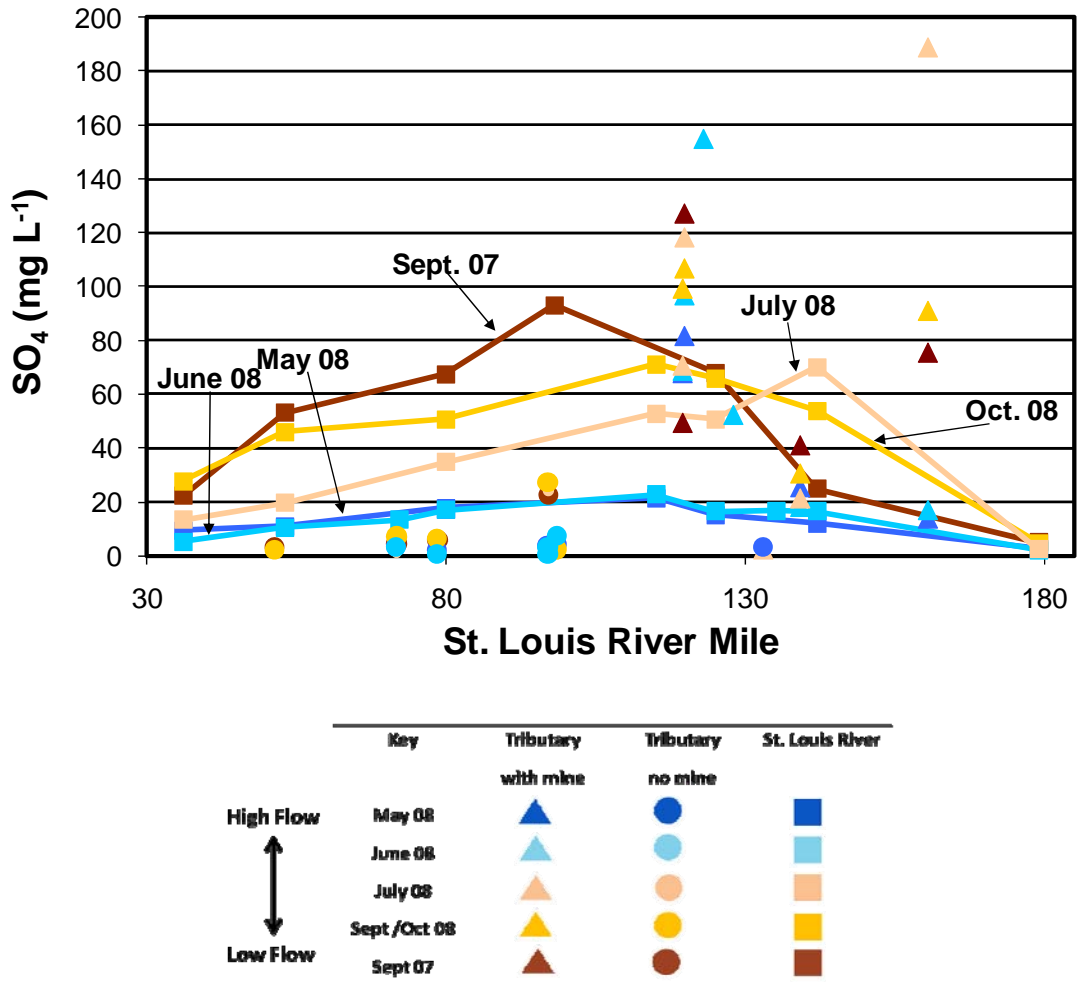 200
180
160
140
120
100
80
60
40
20
0
SO4 (mg L-1)
Sept. 07
July 08
May 08
June 08
Oct. 08
30 80 130 180
St. Louis River Mile
Key Tributary with mine Tributary no mine St. Louis River
High Flow
May 08
June 08
July 08
Sept /Oct 08
Low Flow
Sept 07